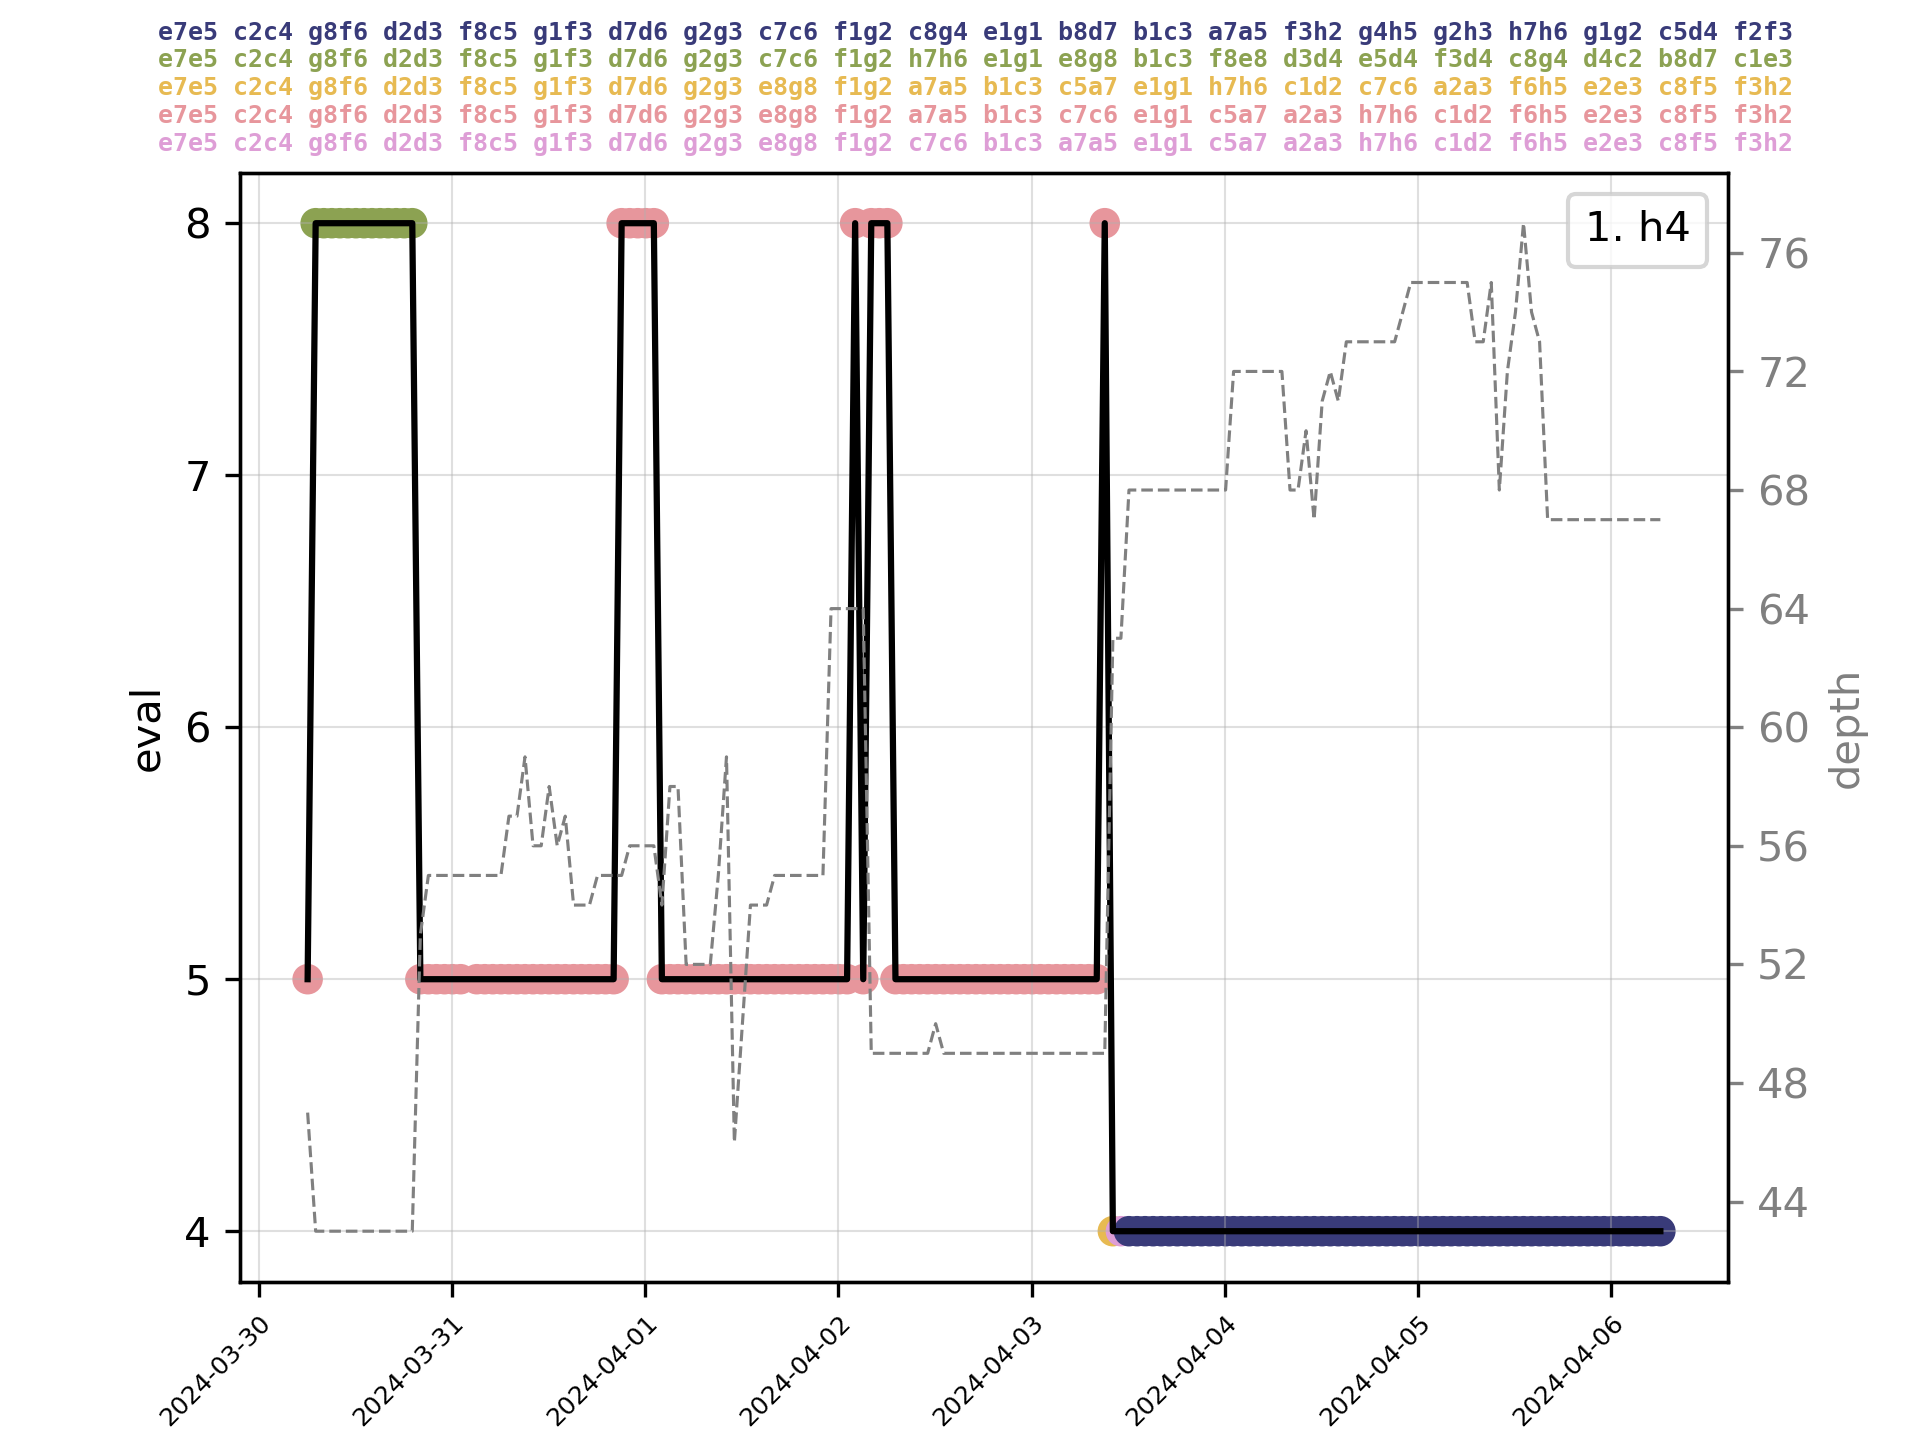 e7e5 c2c4 g8f6 d2d3 f8c5 g1f3 d7d6 g2g3 c7c6 f1g2 c8g4 e1g1 b8d7 b1c3 a7a5 f3h2 g4h5 g2h3 h7h6 g1g2 c5d4 f2f3
e7e5 c2c4 g8f6 d2d3 f8c5 g1f3 d7d6 g2g3 c7c6 f1g2 h7h6 e1g1 e8g8 b1c3 f8e8 d3d4 e5d4 f3d4 c8g4 d4c2 b8d7 c1e3
e7e5 c2c4 g8f6 d2d3 f8c5 g1f3 d7d6 g2g3 e8g8 f1g2 a7a5 b1c3 c5a7 e1g1 h7h6 c1d2 c7c6 a2a3 f6h5 e2e3 c8f5 f3h2
e7e5 c2c4 g8f6 d2d3 f8c5 g1f3 d7d6 g2g3 e8g8 f1g2 a7a5 b1c3 c7c6 e1g1 c5a7 a2a3 h7h6 c1d2 f6h5 e2e3 c8f5 f3h2
e7e5 c2c4 g8f6 d2d3 f8c5 g1f3 d7d6 g2g3 e8g8 f1g2 c7c6 b1c3 a7a5 e1g1 c5a7 a2a3 h7h6 c1d2 f6h5 e2e3 c8f5 f3h2
1. h4
8
7
6
5
4
eval
76
72
68
64
60
56
52
48
44
depth
2024-03-30
2024-03-31
2024-04-01
2024-04-02
2024-04-03
2024-04-04
2024-04-05
2024-04-06